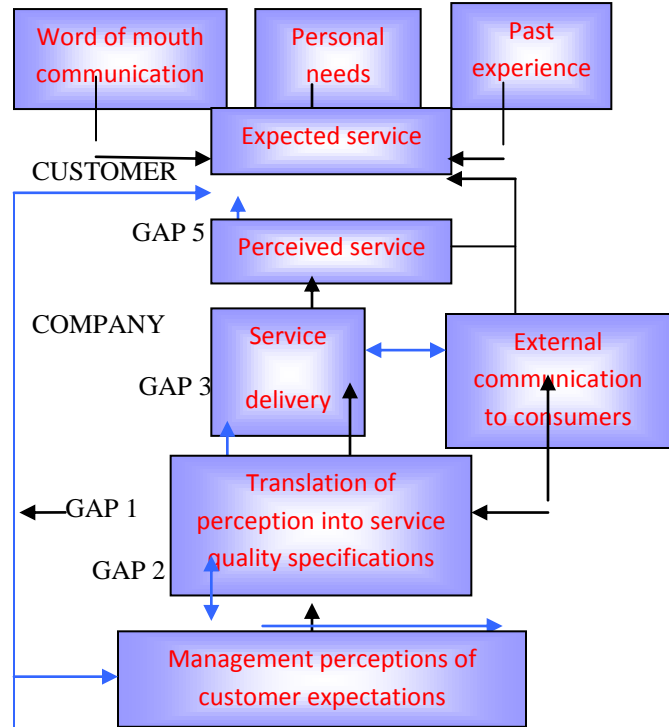 Word of mouth
communication
Personal
needs
Past
experience
Expected service
CUSTOMER
GAP 5
Perceived service
COMPANY
Service
delivery
GAP 3
External
communication
to consumers
Translation of
perception into service
quality specifications
GAP 1
GAP 2
Management perceptions of
customer expectations